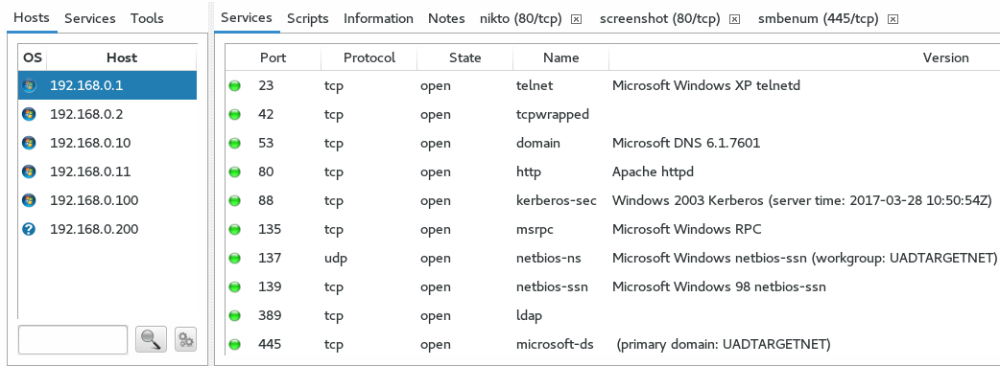 Hosts Services Tools
OS Host
192.168.0.1
192.168.0.2
192.168.0.10
192.168.0.11
192.168.0.100
192.168.0.200
Services Scripts Information Notes nikto (80/tcp) screenshot (80/tcp) smbenum (445/tcp)
Port Protocol State Name Version
23 tcp open telnet Microsoft Windows XP telnetd
42 tcp open tcpwrapped
53 tcp open domain Microsoft DNS 6.1.7601
80 tcp open http Apache httpd
88 tcp open kerberos-sec Windows 2003 Kerberos (server time: 2017-03-28 10:50:54Z)
135 tcp open msrpc Microsoft Windows RPC
137 udp open netbios-ns Microsoft Windows netbios-ssn (workgroup: UADTARGETNET)
139 tcp open netbios-ssn Microsoft Windows 98 netbios-ssn
389 tcp open ldap
445 tcp open microsoft-ds (primary domain: UADTARGETNET)